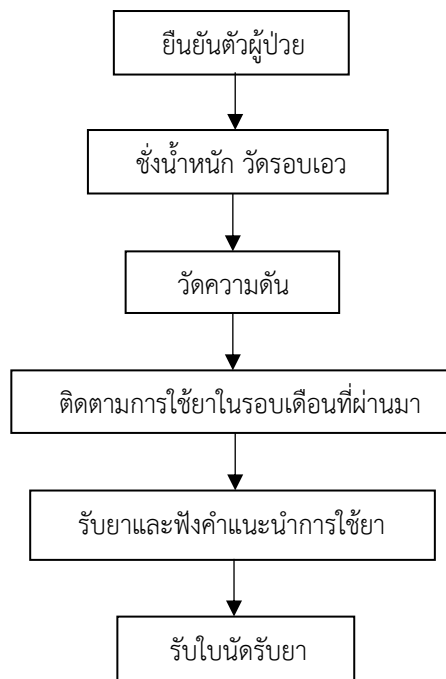 ยืนยันตัวผู้ป่วย
ชั่งน้ำหนัก วัดรอบเอว
วัดความดัน
ติดตามการใช้ยาในรอบเดือนที่ผ่านมา
รับยาและฟังคำแนะนำการใช้ยา
รับใบนัดรับยา